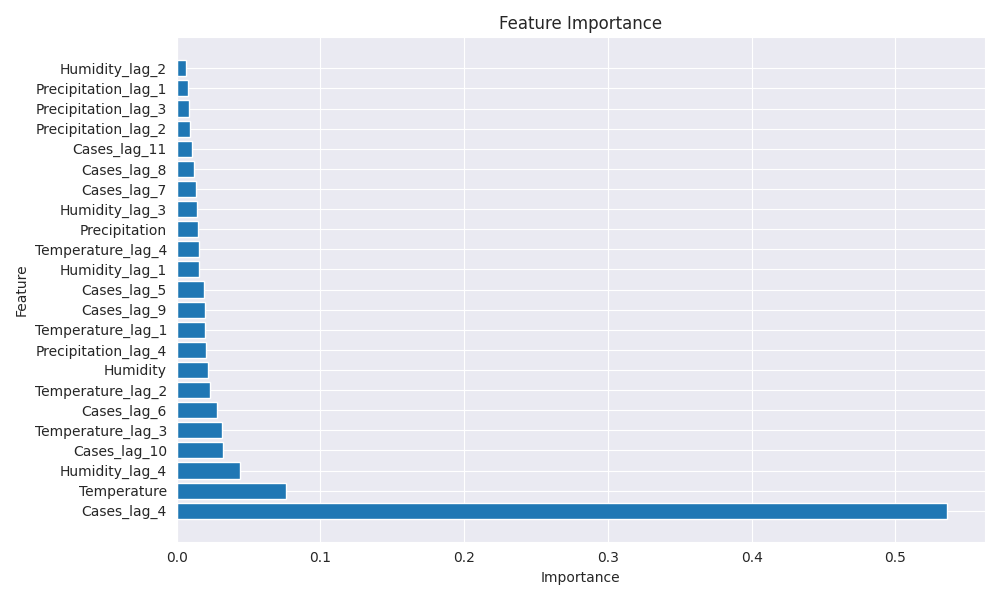 Feature Importance
Humidity_lag_2
Precipitation_lag_1
Precipitation_lag_3
Precipitation_lag_2
Cases_lag_11
Cases_lag_8
Cases_lag_7
Humidity_lag_3
Precipitation
Temperature_lag_4
Humidity_lag_1
Cases_lag_5
Cases_lag_9
Temperature_lag_1
Precipitation_lag_4
Humidity
Temperature_lag_2
Cases_lag_6
Temperature_lag_3
Cases_lag_10
Humidity_lag_4
Temperature
Cases_lag_4
Feature
0.0 0.1 0.2 0.3 0.4 0.5
Importance